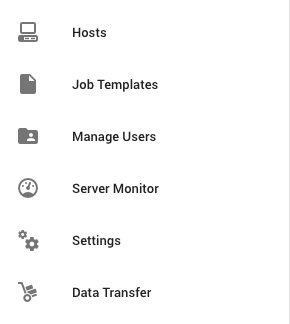 Hosts
Job Templates
Manage Users
Server Monitor
Settings
Data Transfer